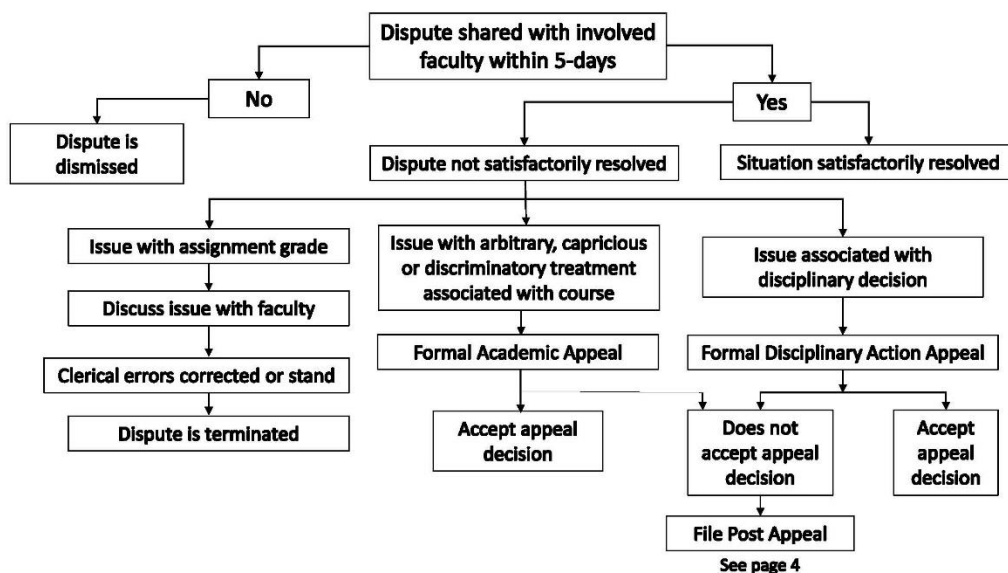 Dispute shared with involved
faculty within 5-days
No
Yes
Dispute is
dismissed
Dispute not satisfactorily resolved
Situation satisfactorily resolved
Issue with assignment grade
Issue with arbitrary, capricious
or discriminatory treatment
associated with course
Issue associated with
disciplinary decision
Discuss issue with faculty
Formal Academic Appeal
Formal Disciplinary Action Appeal
Clerical errors corrected or stand
Dispute is terminated
Accept appeal
decision
Does not
accept appeal
decision
Accept
appeal
decision
File Post Appeal
See page 4